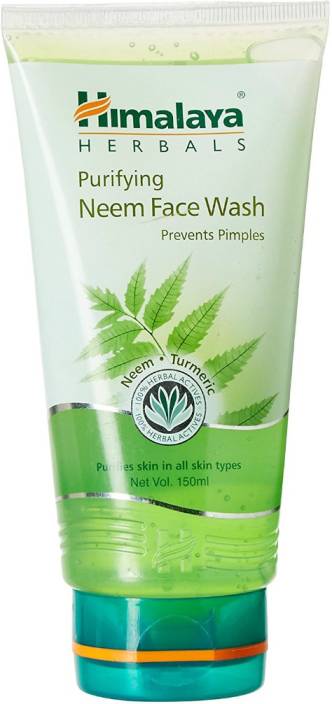 Himalaya®
HERBALS
Purifying
Neem Face Wash
Prevents Pimples
Neem • Turmeric
100% HERBAL ACTIVES
100% HERBAL ACTIVES
Purifies skin in all skin types
Net Vol. 150ml